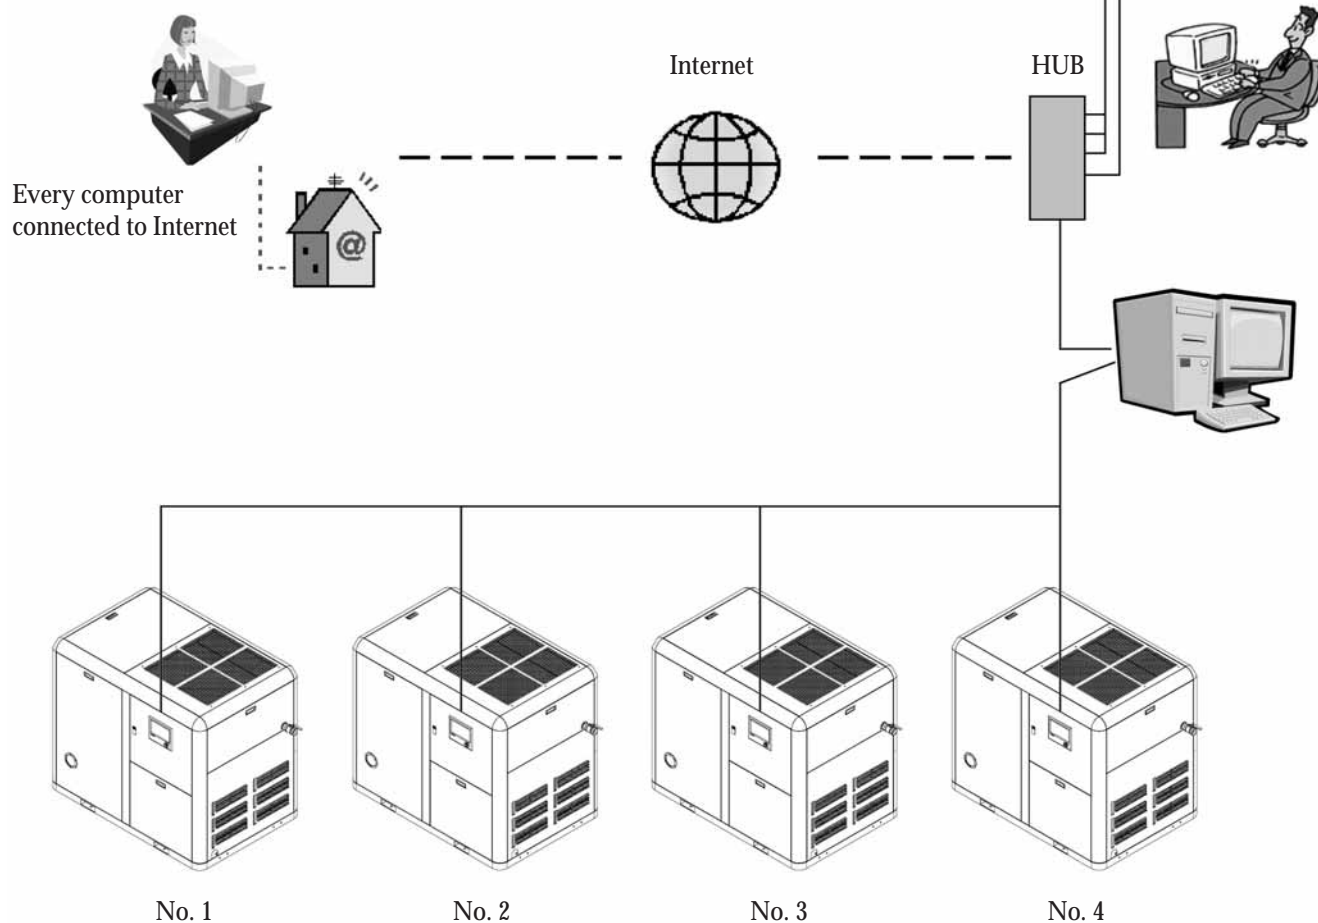 Internet
HUB
Every computer
connected to Internet
@
No. 1
No. 2
No. 3
No. 4